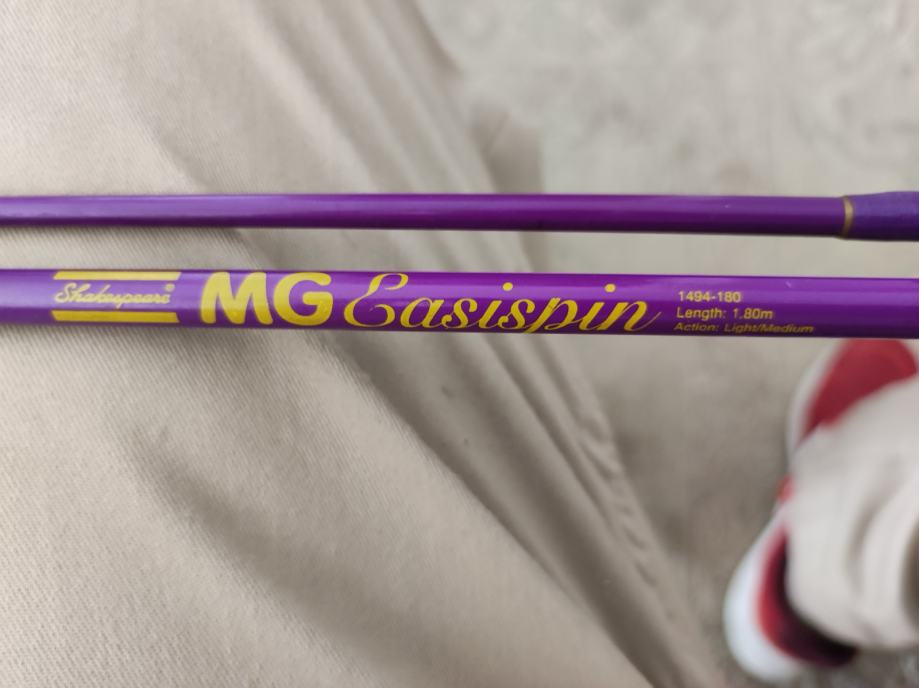 Shakespeare®
MG Easispin
1494-180
Length: 1.80m
Action: Light/Medium